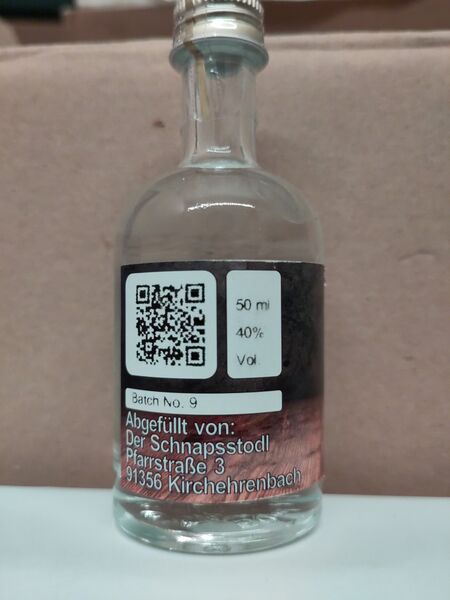 50 ml
40%
Vol.
Batch No. 9
Abgefüllt von:
Der Schnapsstodl
Pfarrstraße 3
91356 Kirchehrenbach